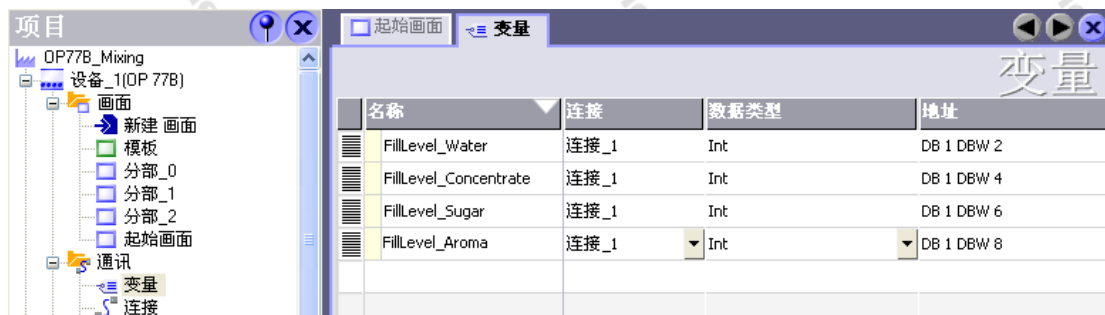 项目
OP77B_Mixing
设备_1(OP 77B)
画面
新建 画面
模板
分部_0
分部_1
分部_2
起始画面
通讯
变量
连接
起始画面
变量
变量
名称 连接 数据类型 地址
FillLevel_Water 连接_1 Int DB 1 DBW 2
FillLevel_Concentrate 连接_1 Int DB 1 DBW 4
FillLevel_Sugar 连接_1 Int DB 1 DBW 6
FillLevel_Aroma 连接_1 Int DB 1 DBW 8